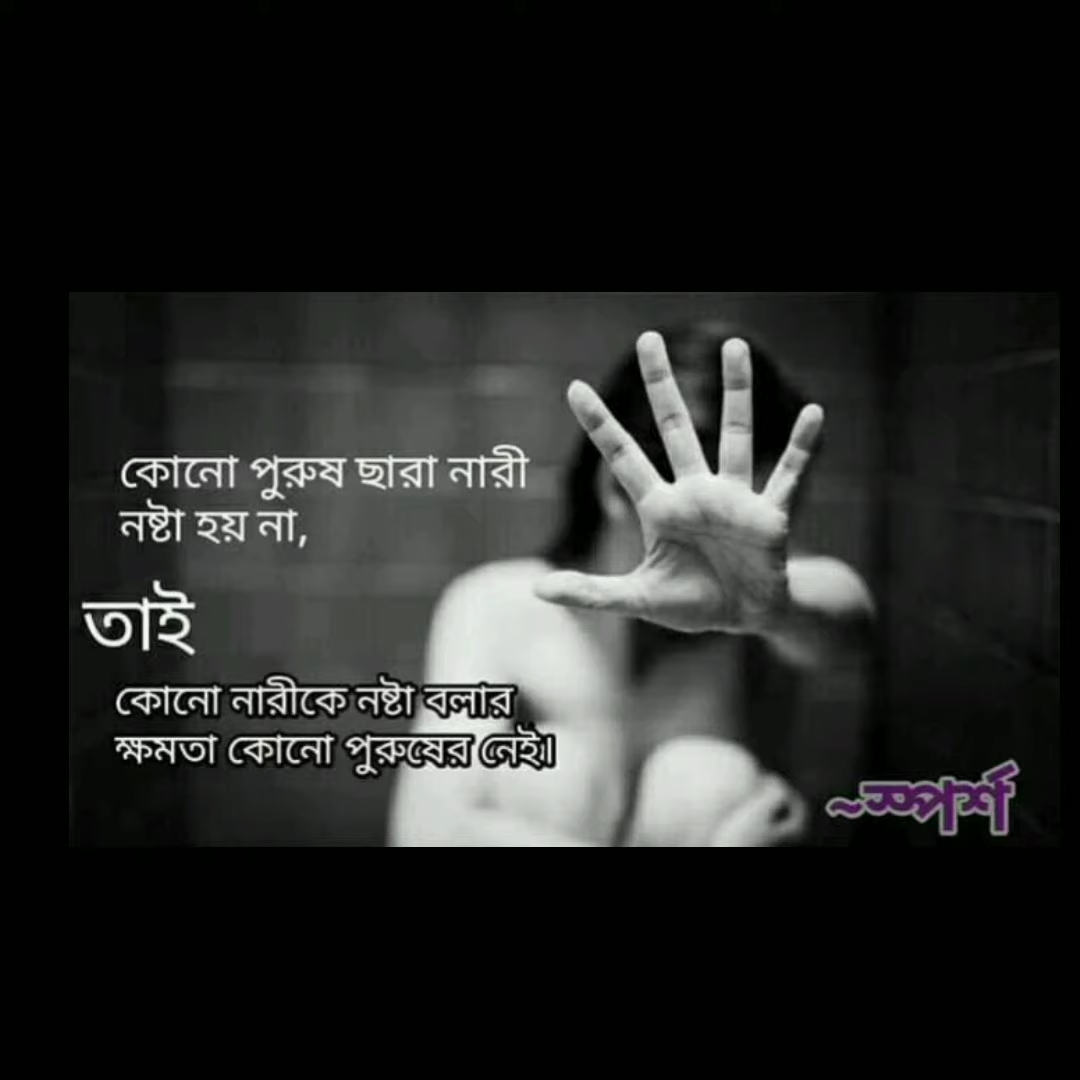 কোনো পুরুষ ছারা নারী
নষ্টা হয় না,
তাই
কোনো নারীকে নষ্টা বলার
ক্ষমতা কোনো পুরুষের নেই।
~স্পর্শ